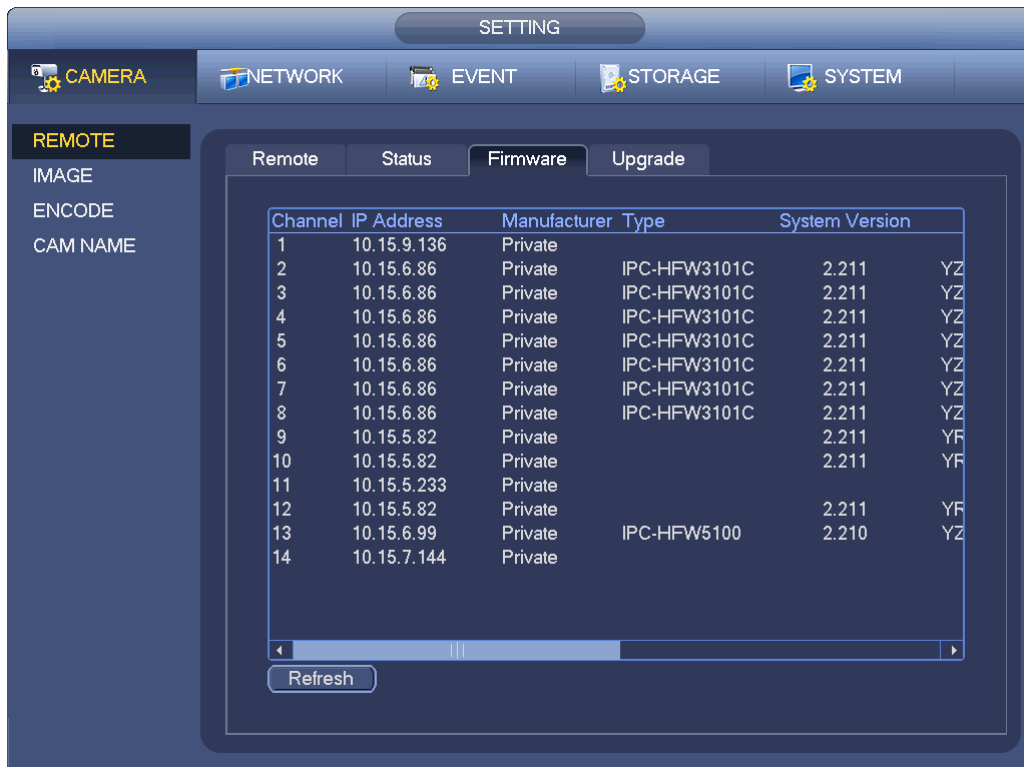 SETTING
CAMERA NETWORK EVENT STORAGE SYSTEM
REMOTE
IMAGE
ENCODE
CAM NAME
Remote Status Firmware Upgrade
Channel IP Address Manufacturer Type System Version
1 10.15.9.136 Private
2 10.15.6.86 Private IPC-HFW3101C 2.211 YZ
3 10.15.6.86 Private IPC-HFW3101C 2.211 YZ
4 10.15.6.86 Private IPC-HFW3101C 2.211 YZ
5 10.15.6.86 Private IPC-HFW3101C 2.211 YZ
6 10.15.6.86 Private IPC-HFW3101C 2.211 YZ
7 10.15.6.86 Private IPC-HFW3101C 2.211 YZ
8 10.15.6.86 Private IPC-HFW3101C 2.211 YZ
9 10.15.5.82 Private 2.211 YR
10 10.15.5.82 Private 2.211 YR
11 10.15.5.233 Private
12 10.15.5.82 Private 2.211 YR
13 10.15.6.99 Private IPC-HFW5100 2.210 YZ
14 10.15.7.144 Private
Refresh